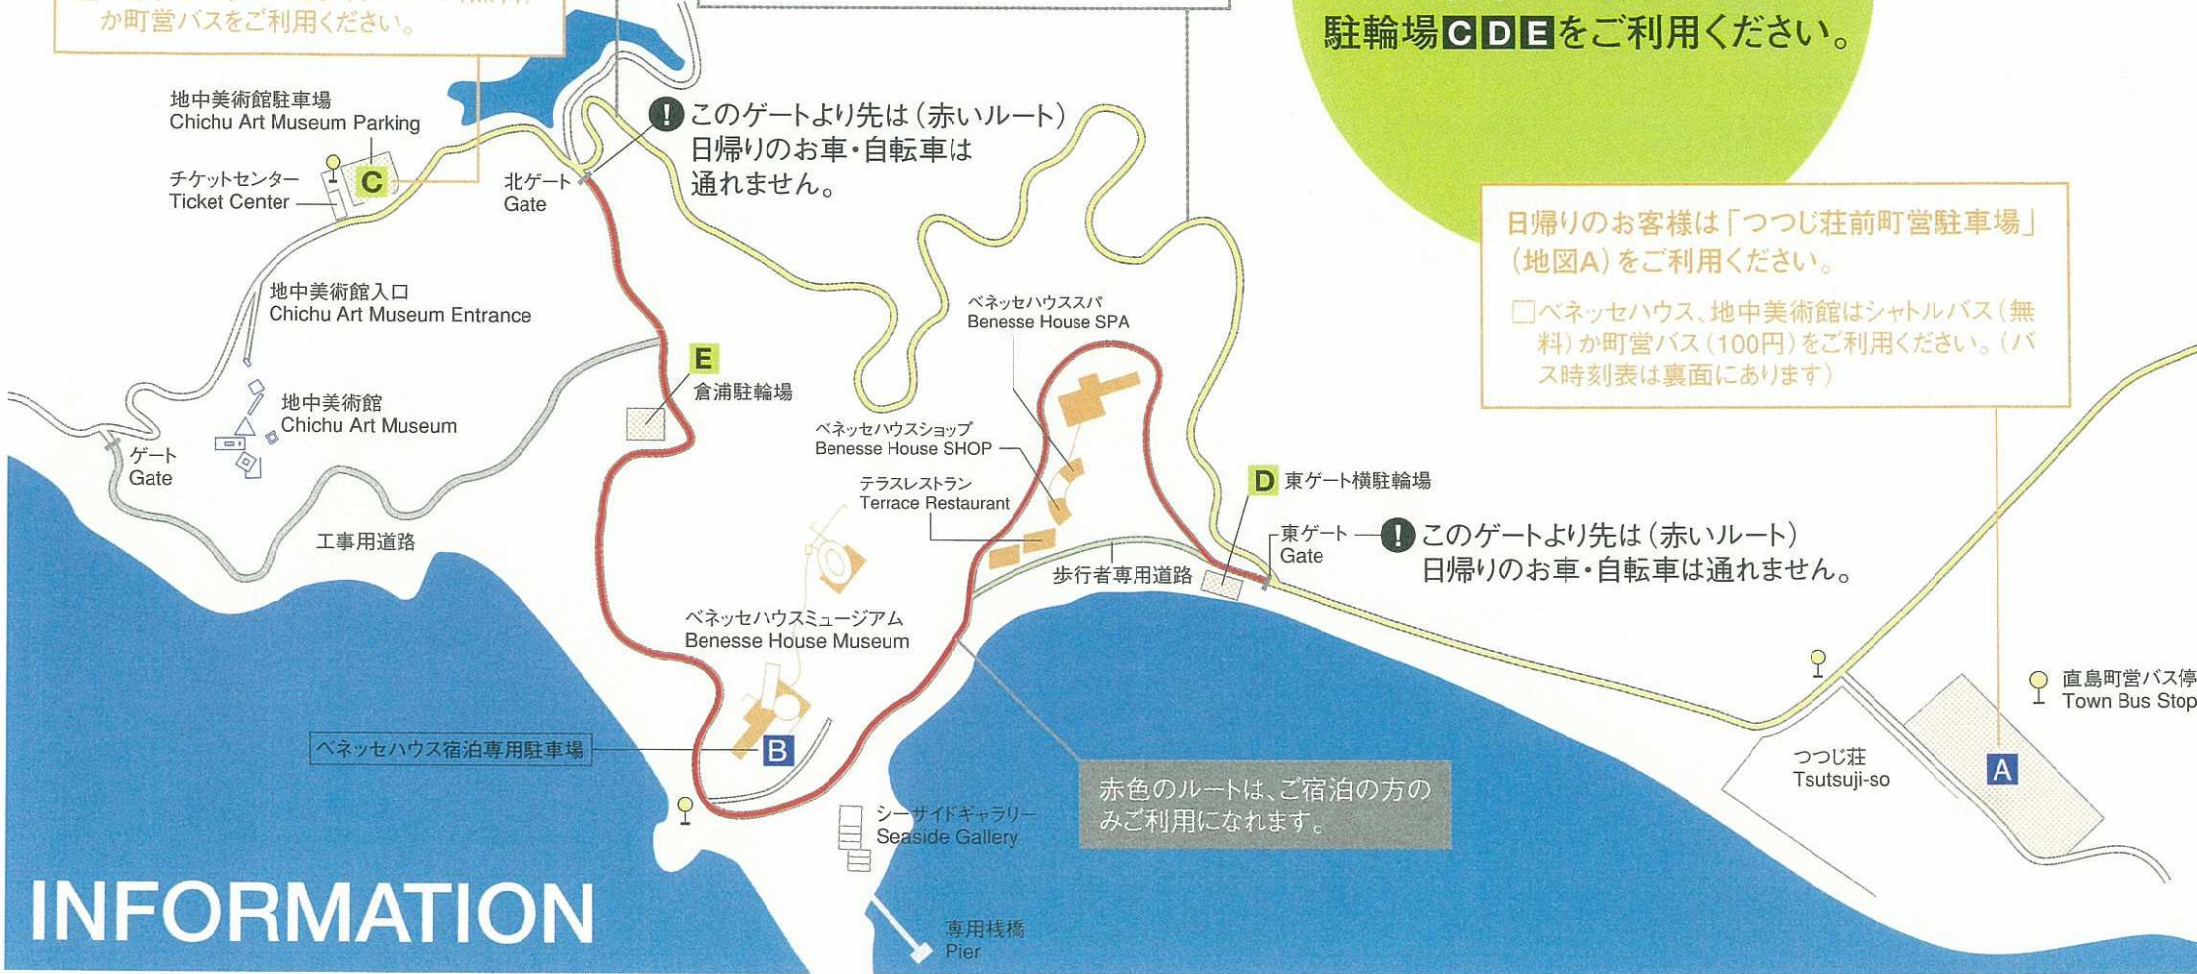 か町営バスをご利用ください。
駐輪場CDEをご利用ください。
地中美術館駐車場
Chichu Art Museum Parking
C
チケットセンター
Ticket Center
北ゲート
Gate
!このゲートより先は(赤いルート)
日帰りのお車・自転車は
通れません。
日帰りのお客様は「つつじ荘前町営駐車場」
(地図A)をご利用ください。
□ベネッセハウス、地中美術館はシャトルバス(無
料)か町営バス(100円)をご利用ください。(バ
ス時刻表は裏面にあります)
地中美術館入口
Chichu Art Museum Entrance
ベネッセハウススパ
Benesse House SPA
E
倉浦駐輪場
地中美術館
Chichu Art Museum
ゲート
Gate
ベネッセハウスショップ
Benesse House SHOP
テラスレストラン
Terrace Restaurant
D 東ゲート横駐輪場
東ゲート
Gate
!このゲートより先は(赤いルート)
日帰りのお車・自転車は通れません。
工事用道路
歩行者専用道路
ベネッセハウスミュージアム
Benesse House Museum
直島町営バス停
Town Bus Stop
ベネッセハウス宿泊専用駐車場
B
つつじ荘
Tsutsuji-so
A
赤色のルートは、ご宿泊の方の
みご利用になれます。
シーサイドギャラリー
Seaside Gallery
専用桟橋
Pier
INFORMATION